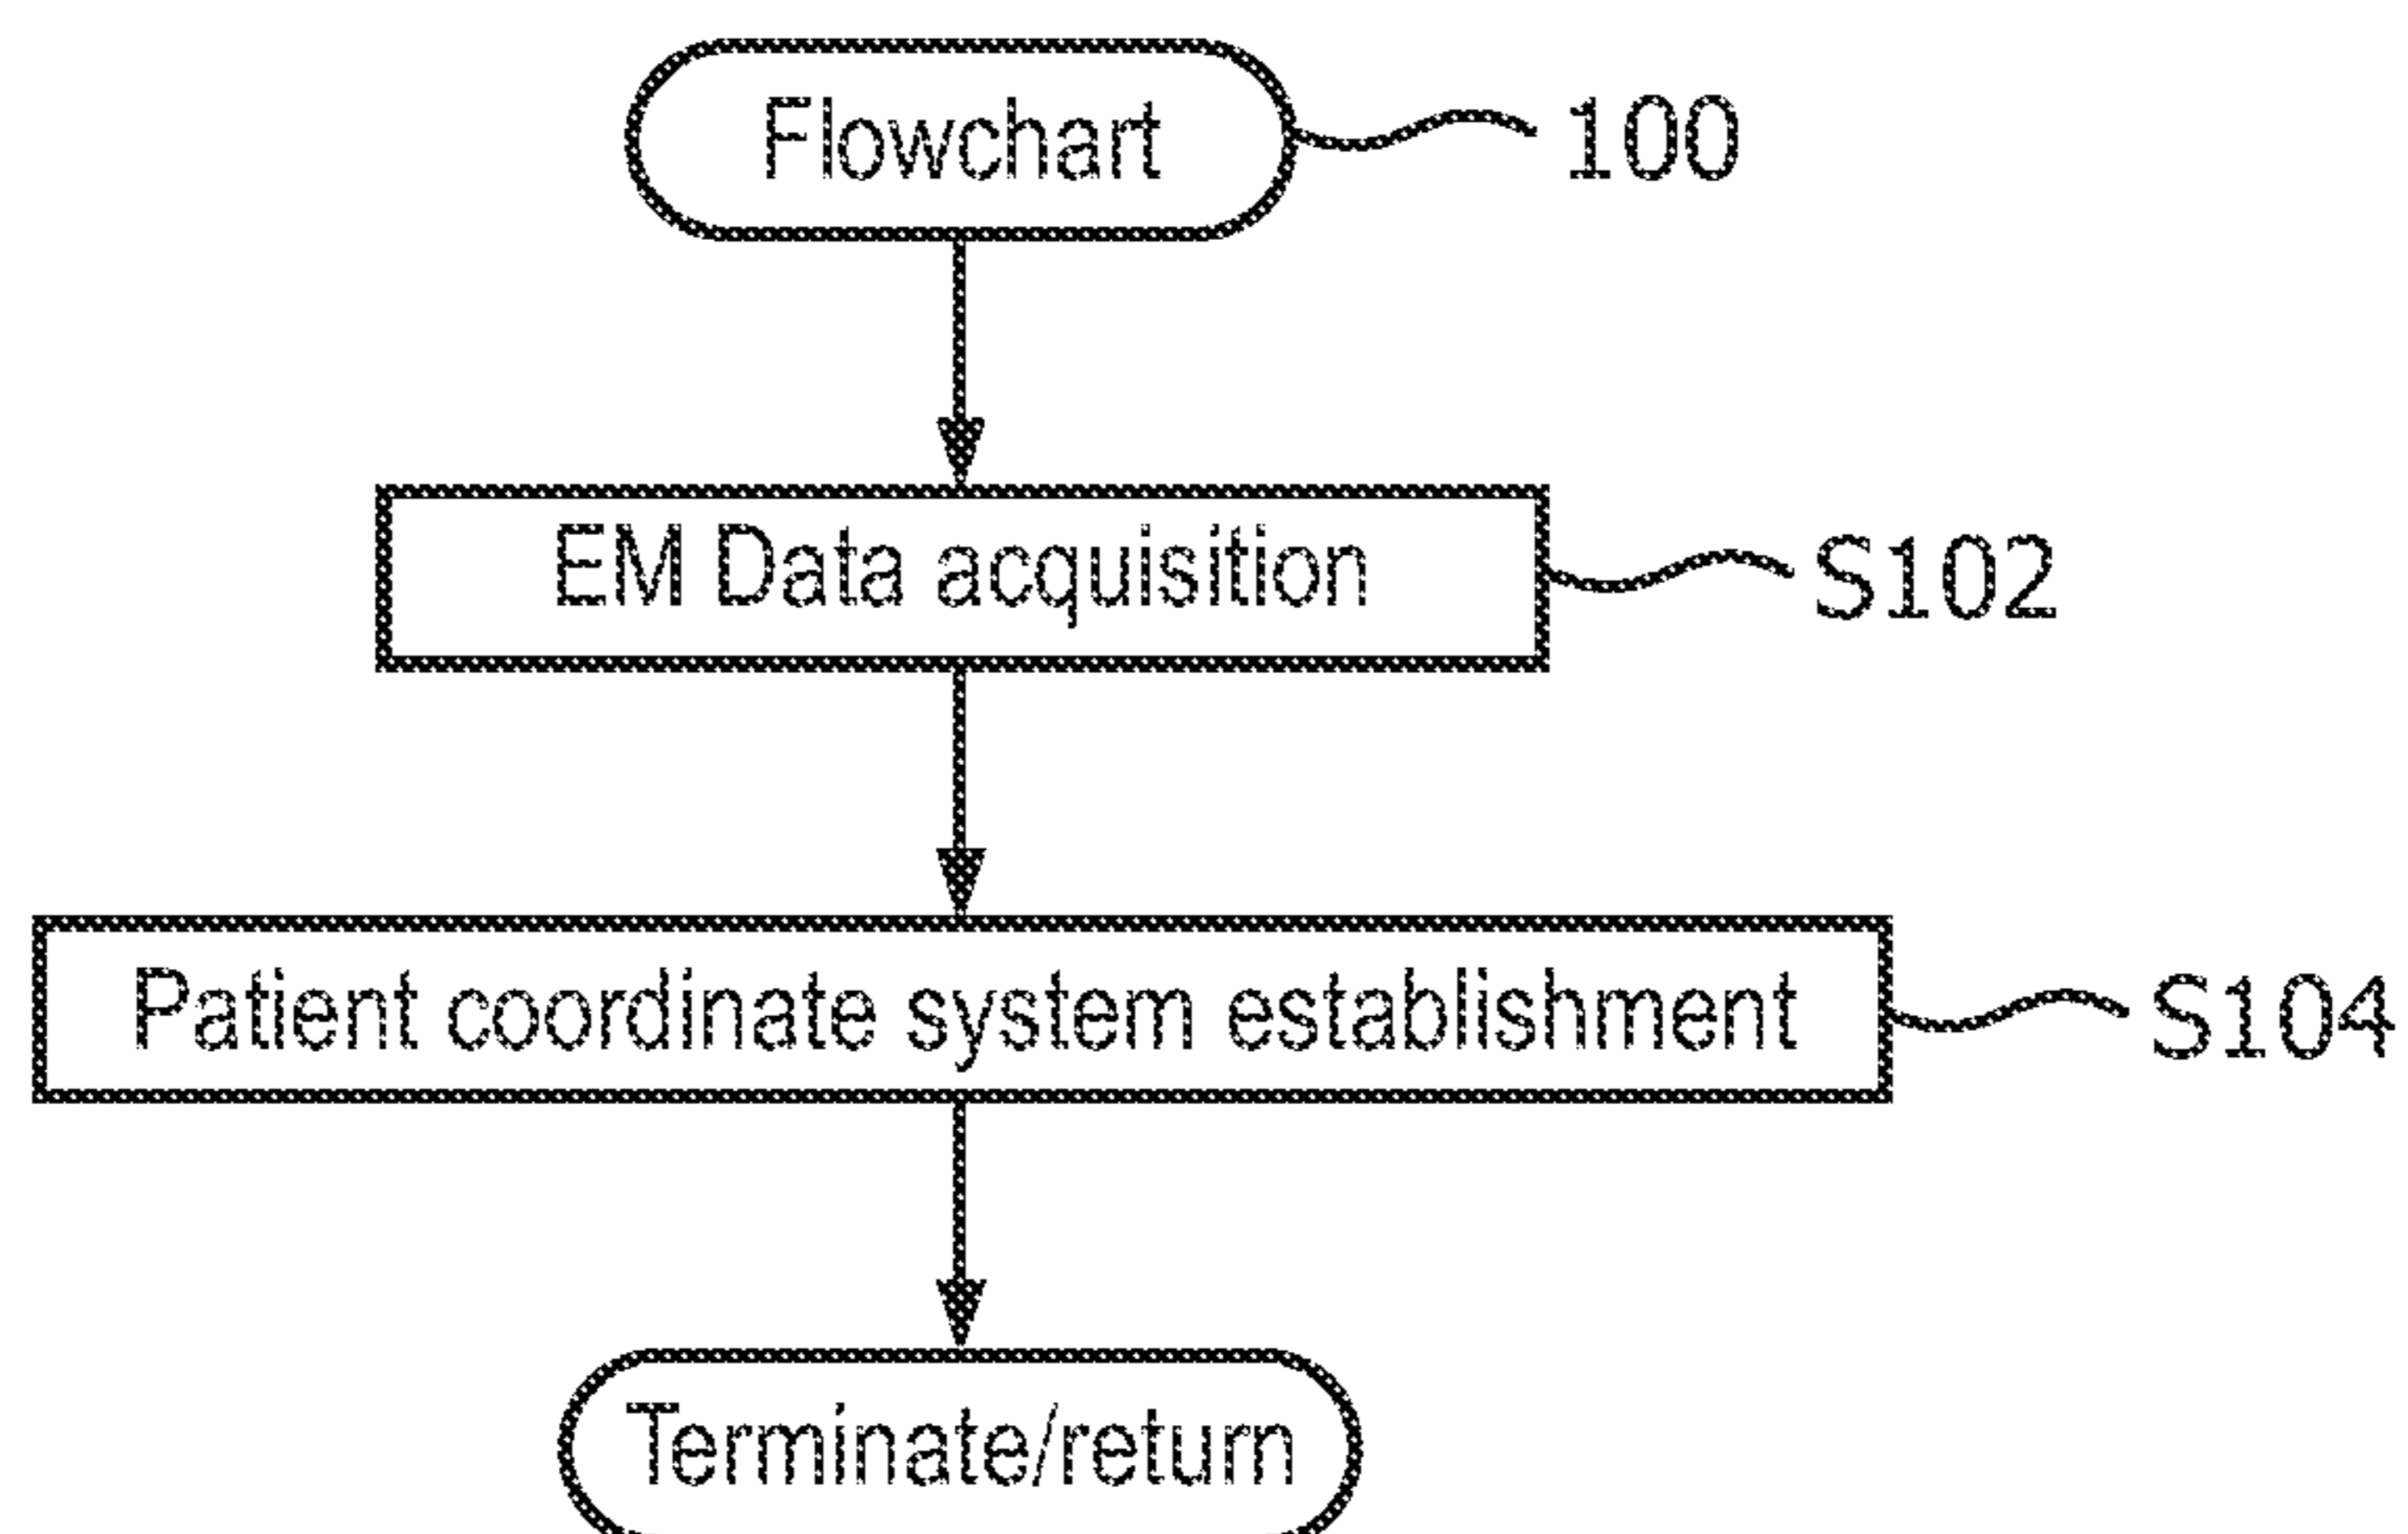 Flowchart 100
EM Data acquisition S102
Patient coordinate system establishment S104
Terminate/return